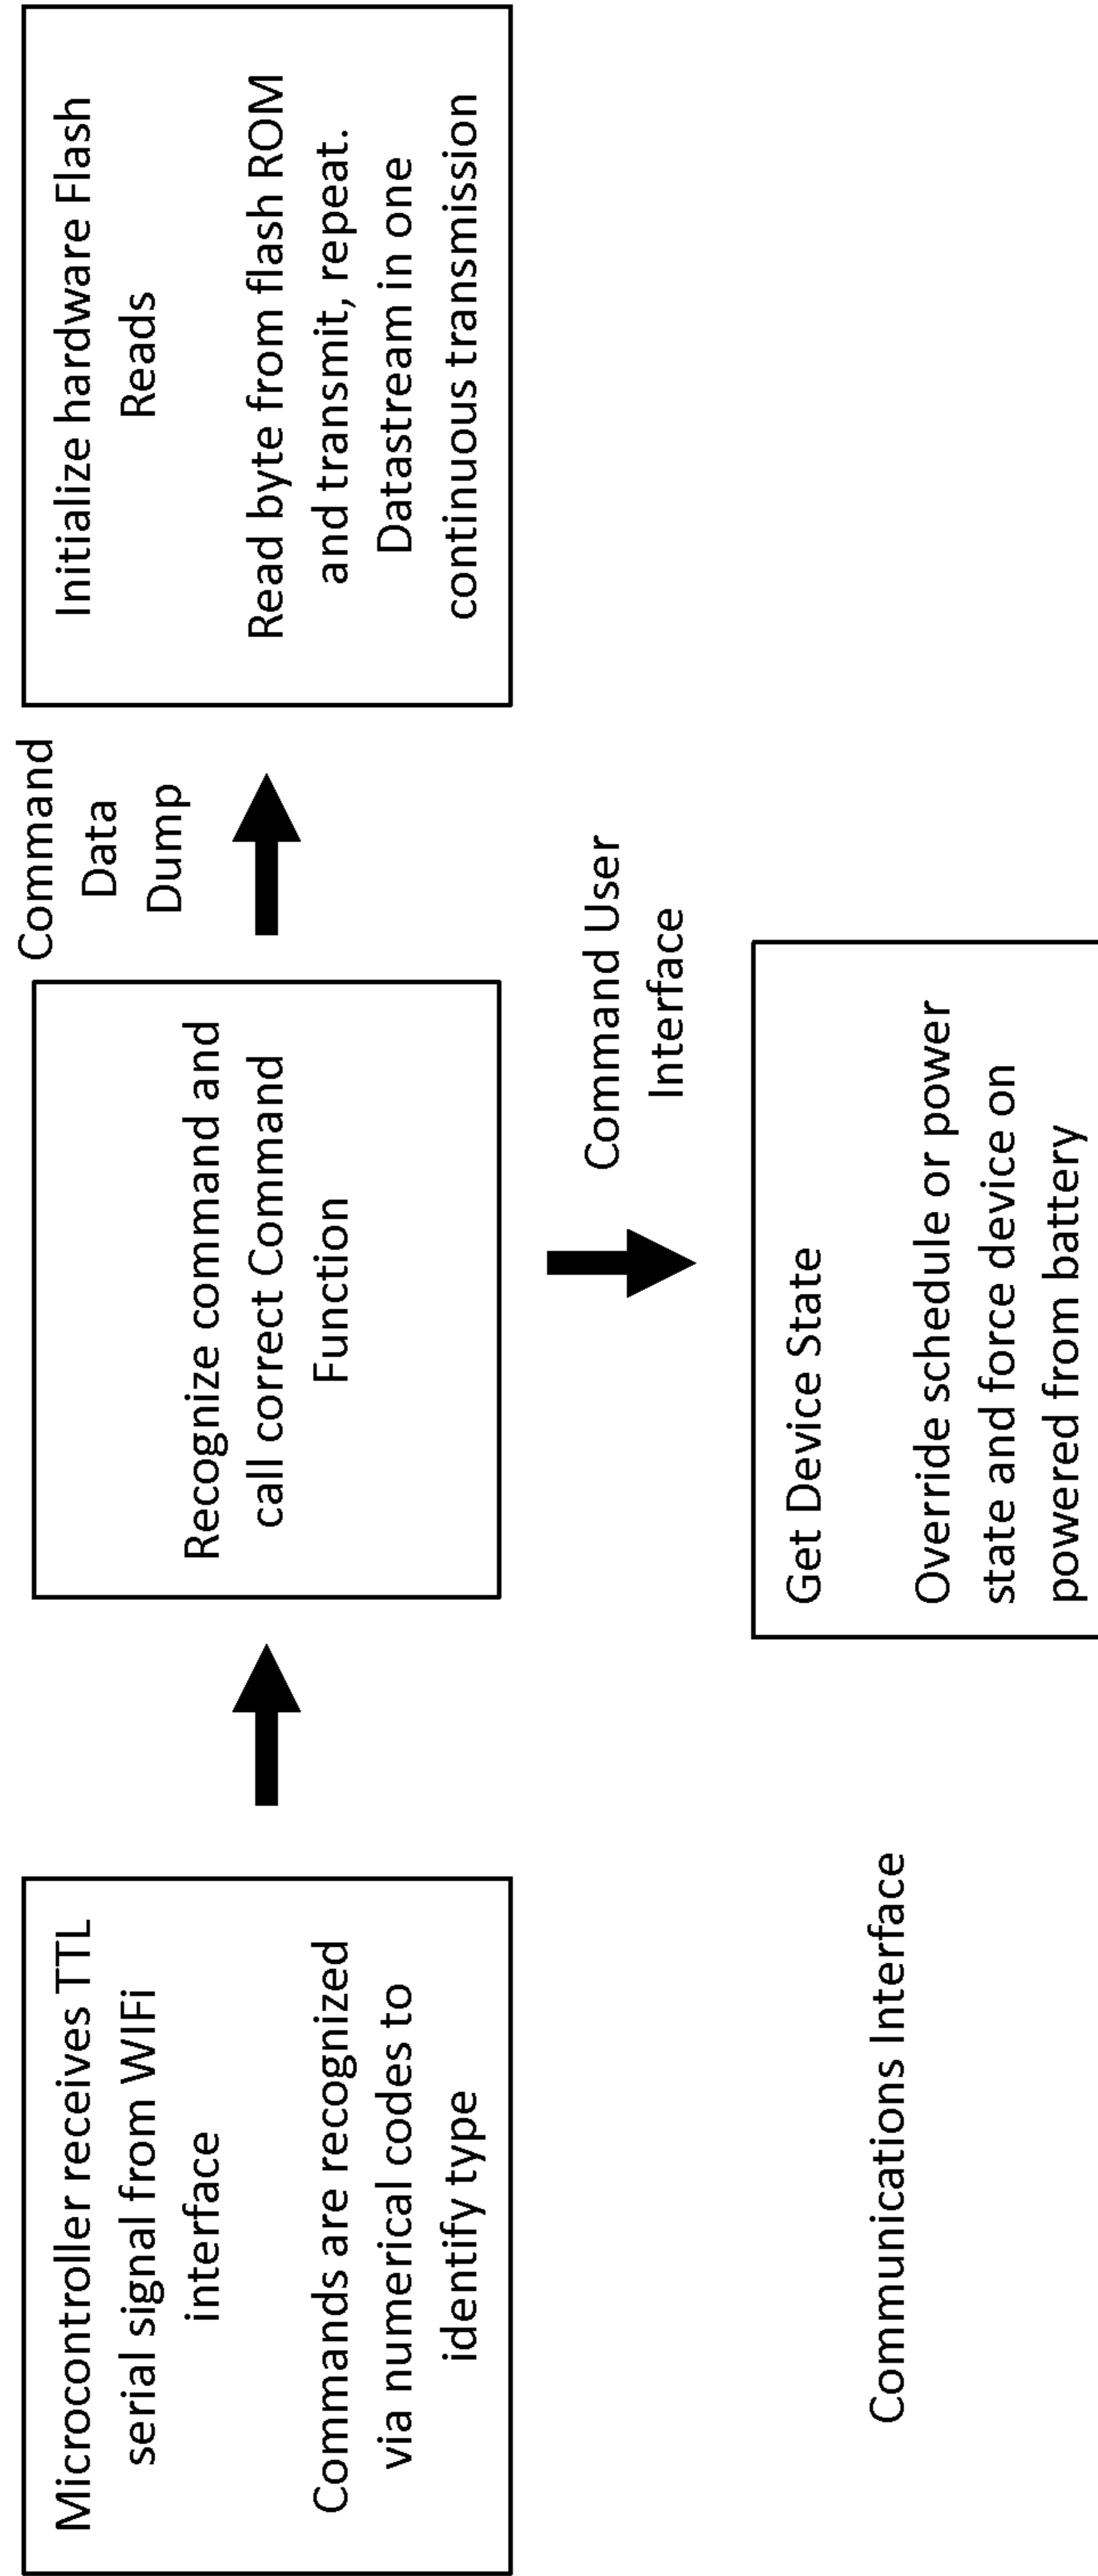 Microcontroller receives TTL
serial signal from WIFi
interface
Commands are recognized
via numerical codes to
identify type
Recognize command and
call correct Command
Function
Command
Data
Dump
Initialize hardware Flash
Reads
Read byte from flash ROM
and transmit, repeat.
Datastream in one
continuous transmission
Command User
Interface
Get Device State
Override schedule or power
state and force device on
powered from battery
Communications Interface